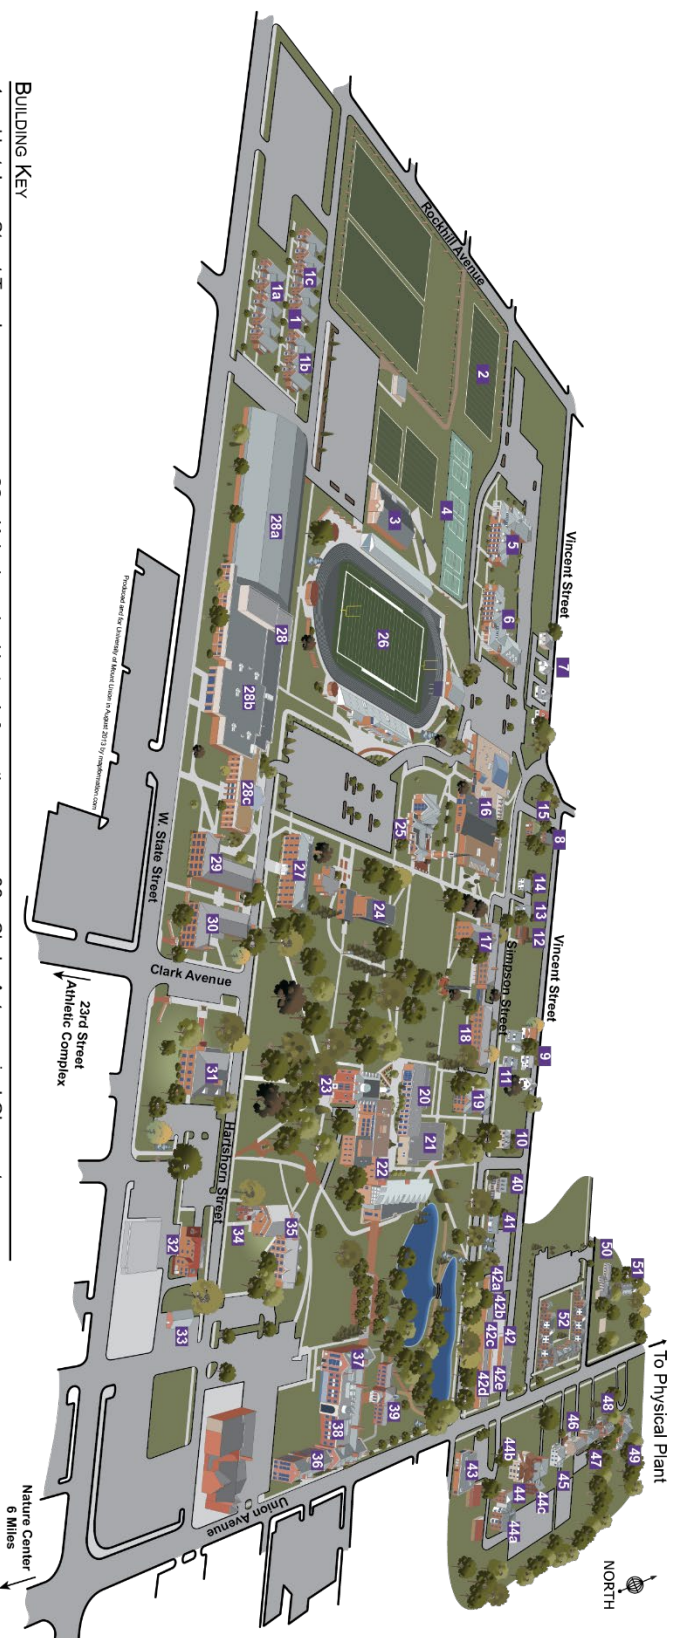 Rockhill Avenue
1c
1a
1
1b
2
3
4
5
6
Vincent Street
7
28a
28
28b
28c
26
16
15
8
25
14
13
12
27
29
24
17
Simpson Street
Vincent Street
30
W. State Street
Produced and for University of Mount Union in August 2013 by mapformation.com
Clark Avenue
23rd Street
Athletic Complex
18
9
11
31
23
20
19
21
10
22
Hartshorn Street
40
41
34
35
32
33
42a
42b
42
42c
42e
42d
50
51
52
To Physical Plant
37
39
38
36
Union Avenue
48
49
46
47
45
44b
43
44
44c
44a
NORTH
Nature Center
6 Miles
BUILDING KEY